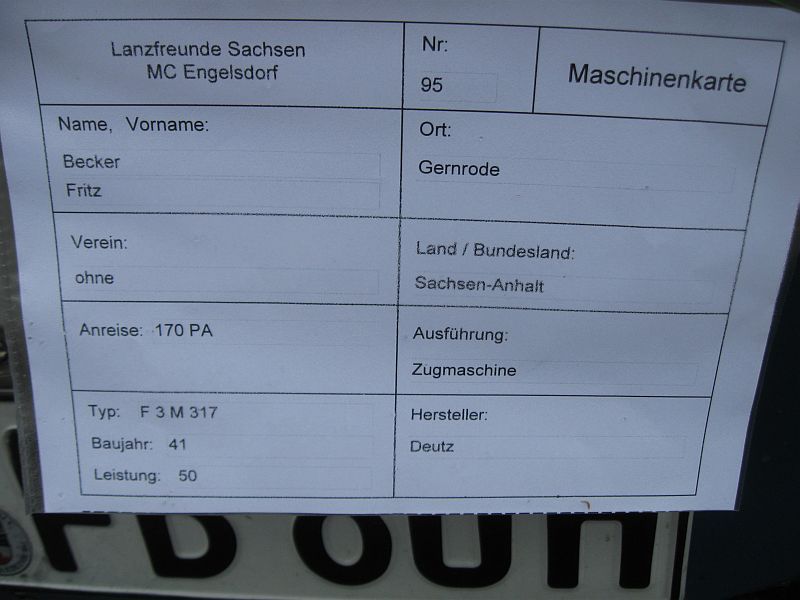 Lanzfreunde Sachsen
MC Engelsdorf
Nr:
95
Maschinenkarte
Name, Vorname:
Becker
Fritz
Ort:
Gernrode
Verein:
ohne
Land / Bundesland:
Sachsen-Anhalt
Anreise: 170 PA
Ausführung:
Zugmaschine
Typ: F 3 M 317
Baujahr: 41
Leistung: 50
Hersteller:
Deutz